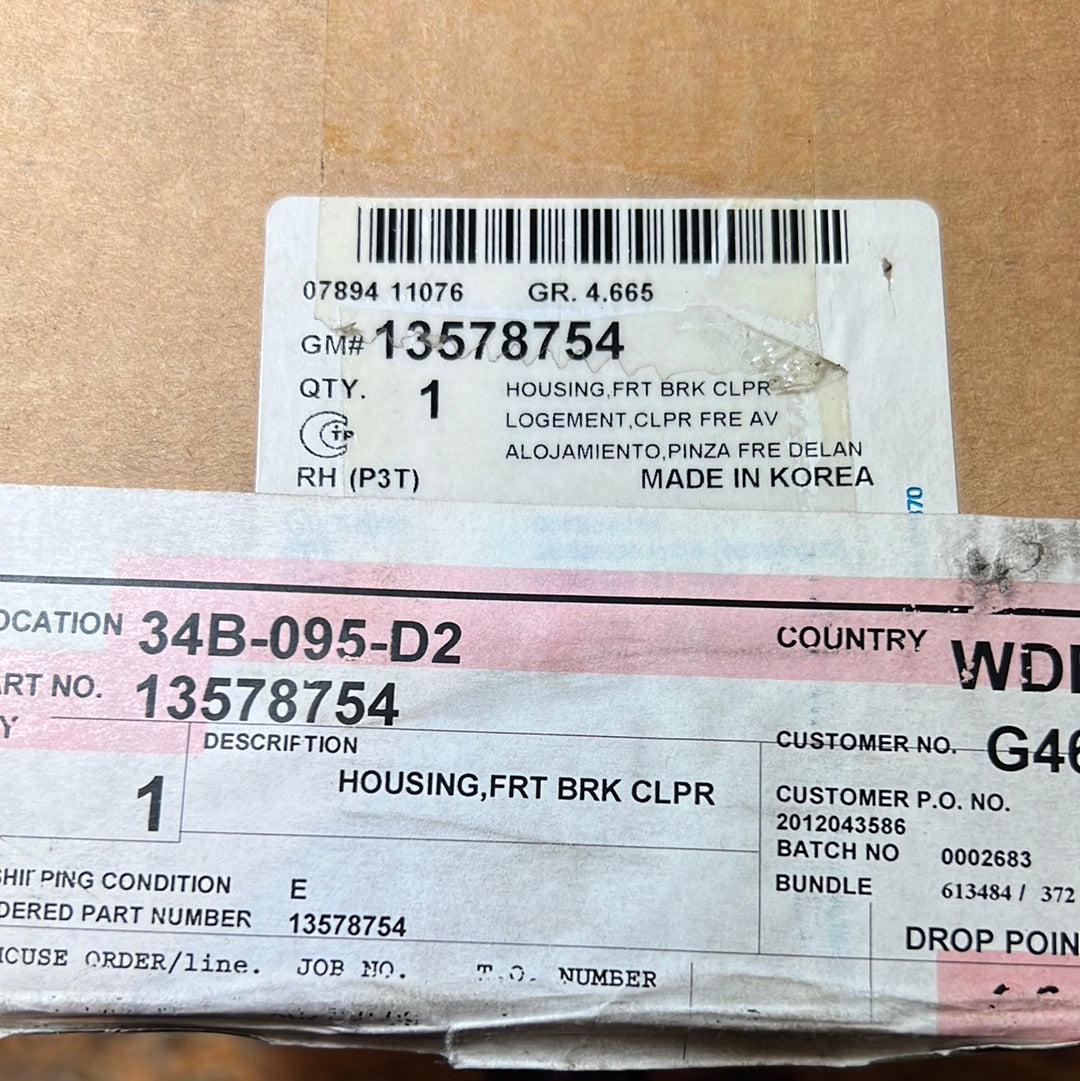 07894 11076 GR. 4.665
GM# 13578754
QTY. 1 HOUSING,FRT BRK CLPR
LOGEMENT,CLPR FRE AV
ALOJAMIENTO,PINZA FRE DELAN
RH (P3T) MADE IN KOREA
370
OCATION 34B-095-D2 COUNTRY
ART NO. 13578754
Y 1
DESCRIPTION
HOUSING,FRT BRK CLPR
CUSTOMER NO. G46
CUSTOMER P.O. NO.
2012043586
BATCH NO 0002683
BUNDLE 613484 / 372
SHIPPING CONDITION E
DERED PART NUMBER 13578754
DROP POIN
ORDER/line. JOB NO. T.O. NUMBER